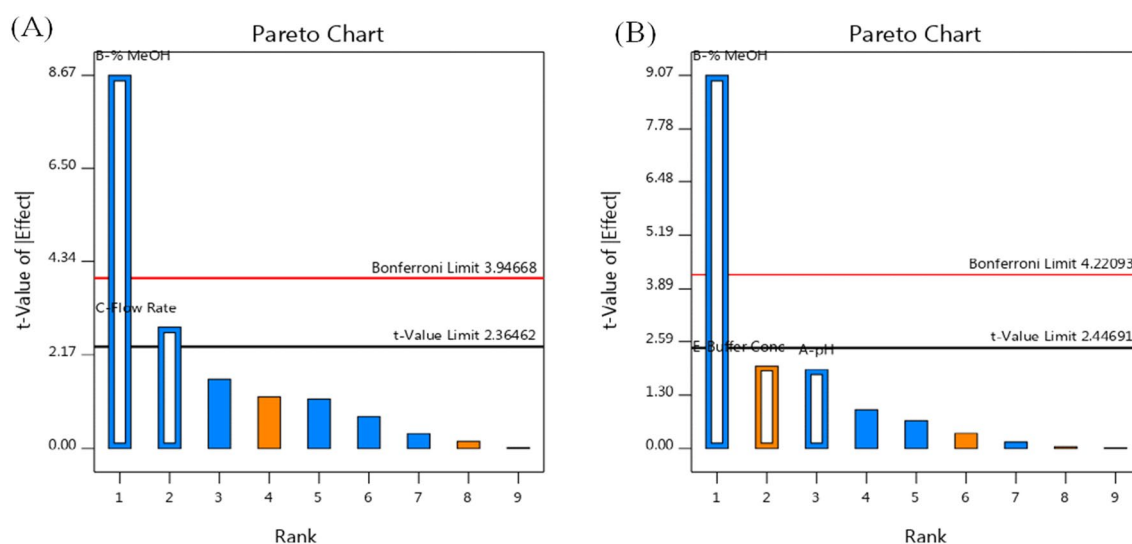 (A)
Pareto Chart
B-% MeOH
8.67
6.50
4.34
2.17
0.00
t-Value of |Effect|
Bonferroni Limit 3.94668
C-Flow Rate
t-Value Limit 2.36462
1 2 3 4 5 6 7 8 9
Rank
(B)
Pareto Chart
B-% MeOH
9.07
7.78
6.48
5.19
3.89
2.59
1.30
0.00
t-Value of |Effect|
Bonferroni Limit 4.22093
t-Value Limit 2.44691
E-Buffer Conc A-pH
1 2 3 4 5 6 7 8 9
Rank